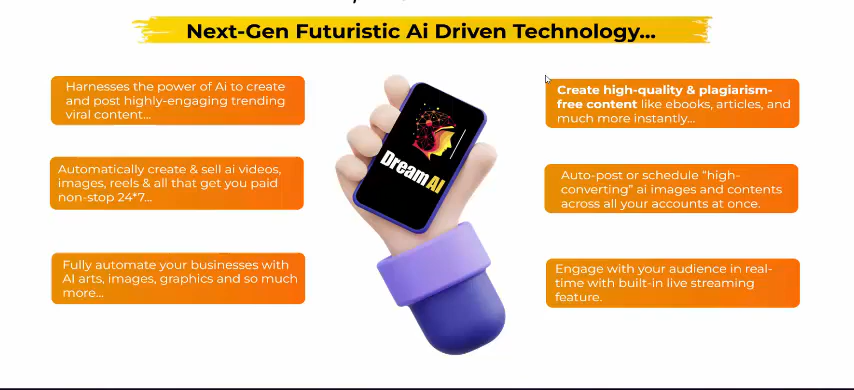 Next-Gen Futuristic Ai Driven Technology...
Harnesses the power of Ai to create
and post highly-engaging trending
viral content...
Automatically create & sell ai videos,
images, reels & all that get you paid
non-stop 24*7...
Fully automate your businesses with
AI arts, images, graphics and so much
more...
Dream AI
Create high-quality & plagiarism-
free content like ebooks, articles, and
much more instantly...
Auto-post or schedule “high-
converting” ai images and contents
across all your accounts at once.
Engage with your audience in real-
time with built-in live streaming
feature.